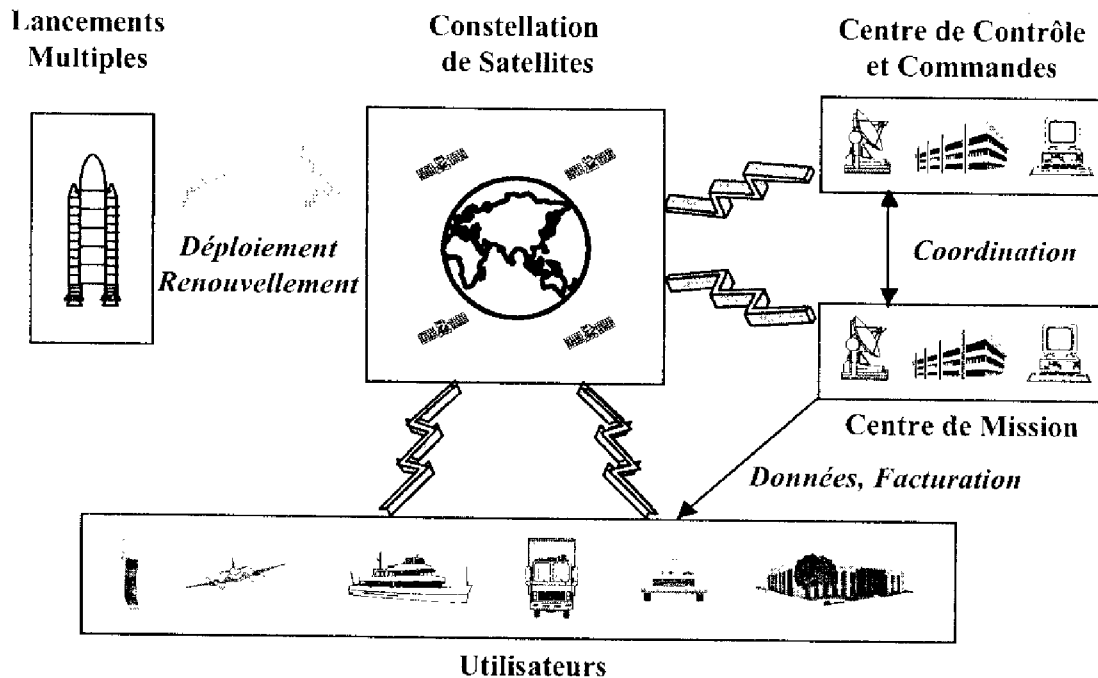 Lancements
Multiples
Constellation
de Satellites
Centre de Contrôle
et Commandes
Déploiement
Renouvellement
Coordination
Centre de Mission
Données, Facturation
Utilisateurs